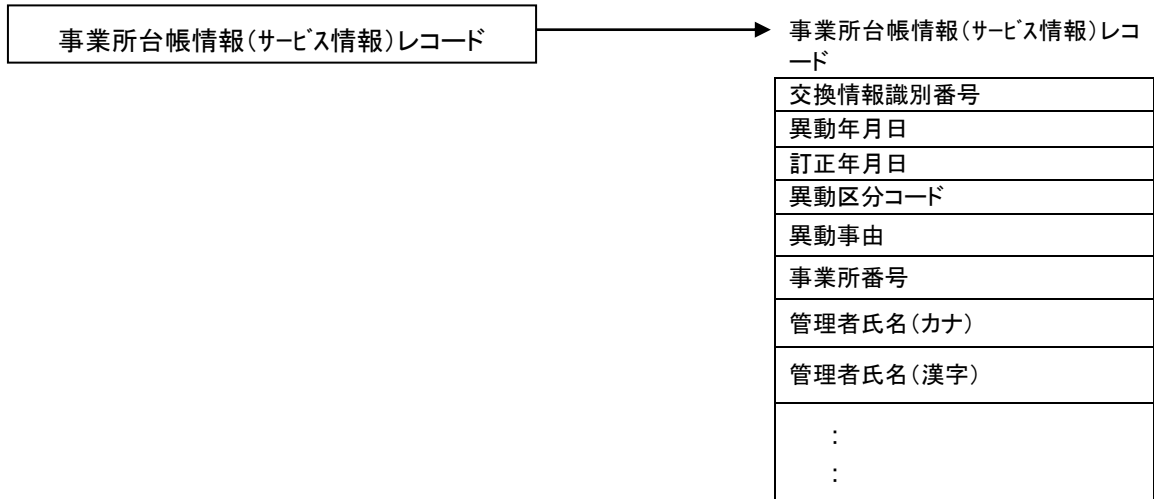 事業所台帳情報（ｻｰﾋﾞｽ情報）レコード
事業所台帳情報（ｻｰﾋﾞｽ情報）レコ
ード
交換情報識別番号
異動年月日
訂正年月日
異動区分コード
異動事由
事業所番号
管理者氏名（カナ）
管理者氏名（漢字）
：
：